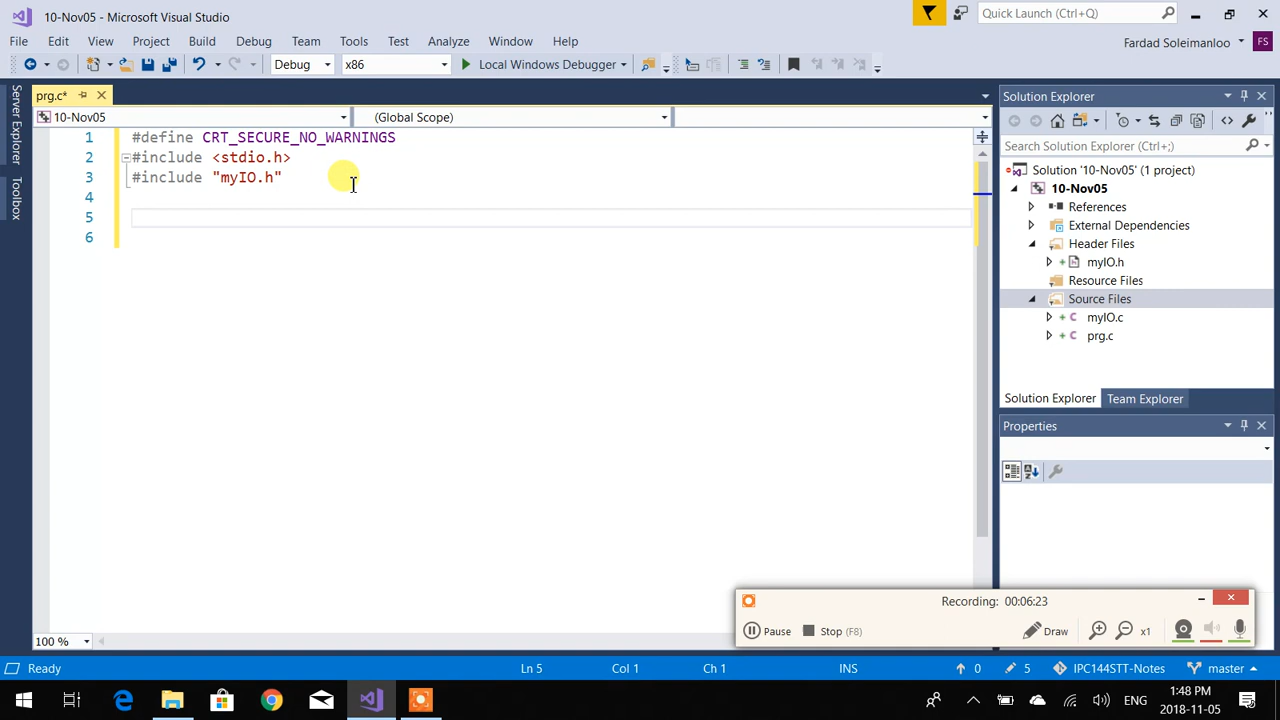 10-Nov05 - Microsoft Visual Studio
Quick Launch (Ctrl+Q)
File Edit View Project Build Debug Team Tools Test Analyze Window Help
Fardad Soleimanloo FS
Debug x86 Local Windows Debugger
Server Explorer
Toolbox
prg.c*
10-Nov05 (Global Scope)
1 #define CRT_SECURE_NO_WARNINGS
2 #include <stdio.h>
3 #include "myIO.h"
4
5
6
100 %
Solution Explorer
Search Solution Explorer (Ctrl+;)
Solution '10-Nov05' (1 project)
10-Nov05
References
External Dependencies
Header Files
myIO.h
Resource Files
Source Files
myIO.c
prg.c
Solution Explorer Team Explorer
Properties
Recording: 00:06:23
Pause Stop (F8) Draw x1
Ready Ln 5 Col 1 Ch 1 INS 0 5 IPC144STT-Notes master
ENG
1:48 PM
2018-11-05